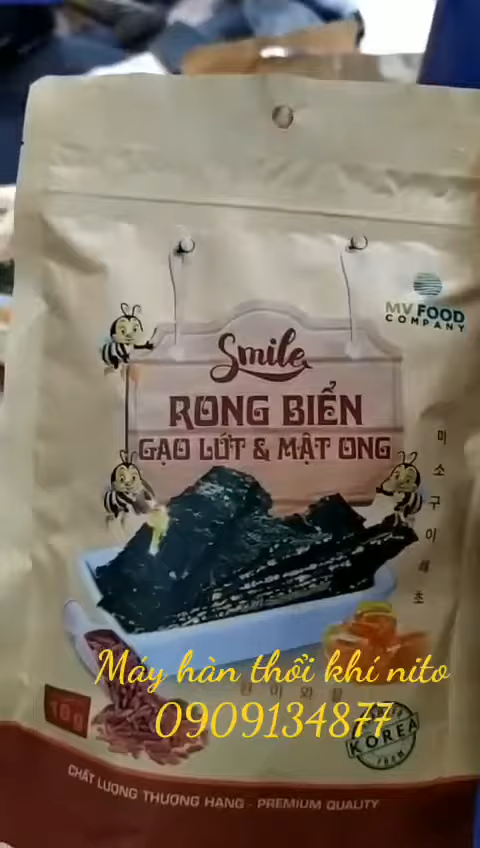 MV FOOD
COMPANY
Smile
RONG BIỂN
GẠO LỨT & MẬT ONG
미소구이해초
Máy hàn thổi khí nito
0909134877
10g
KOREA
CHẤT LƯỢNG THƯỢNG HẠNG - PREMIUM QUALITY